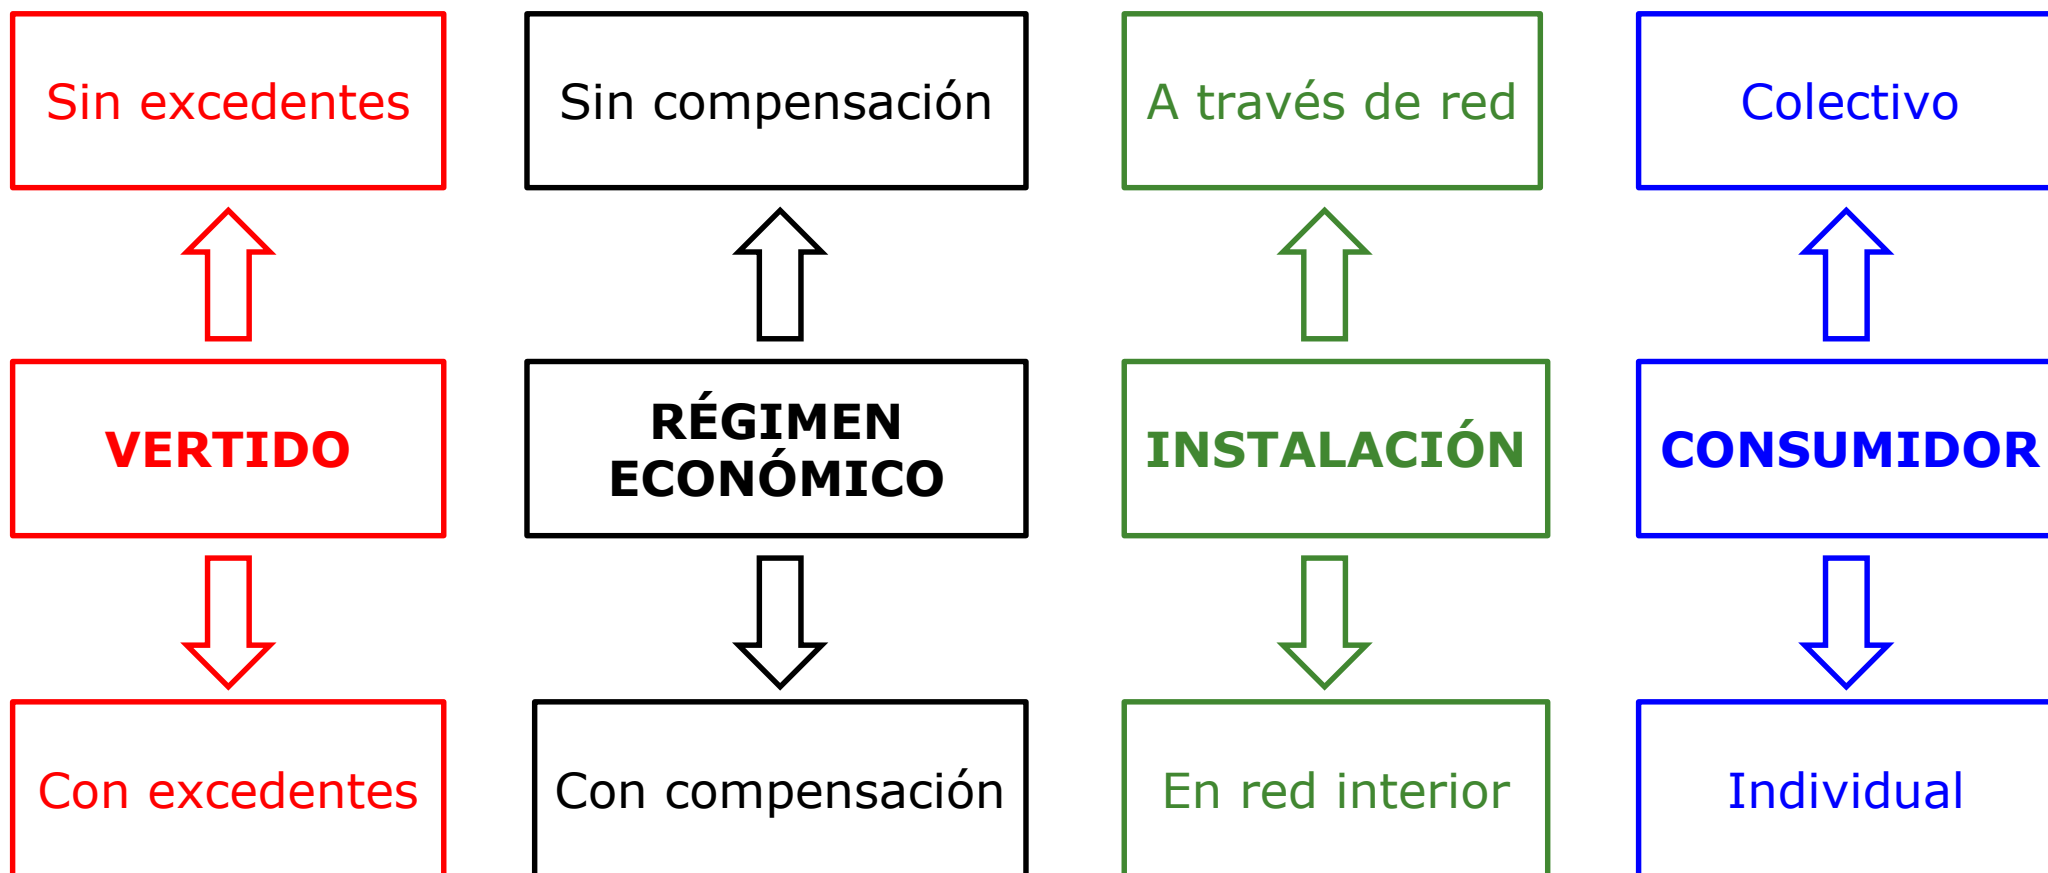 Sin excedentes
Sin compensación
A través de red
Colectivo
VERTIDO
RÉGIMEN
ECONÓMICO
INSTALACIÓN
CONSUMIDOR
Con excedentes
Con compensación
En red interior
Individual